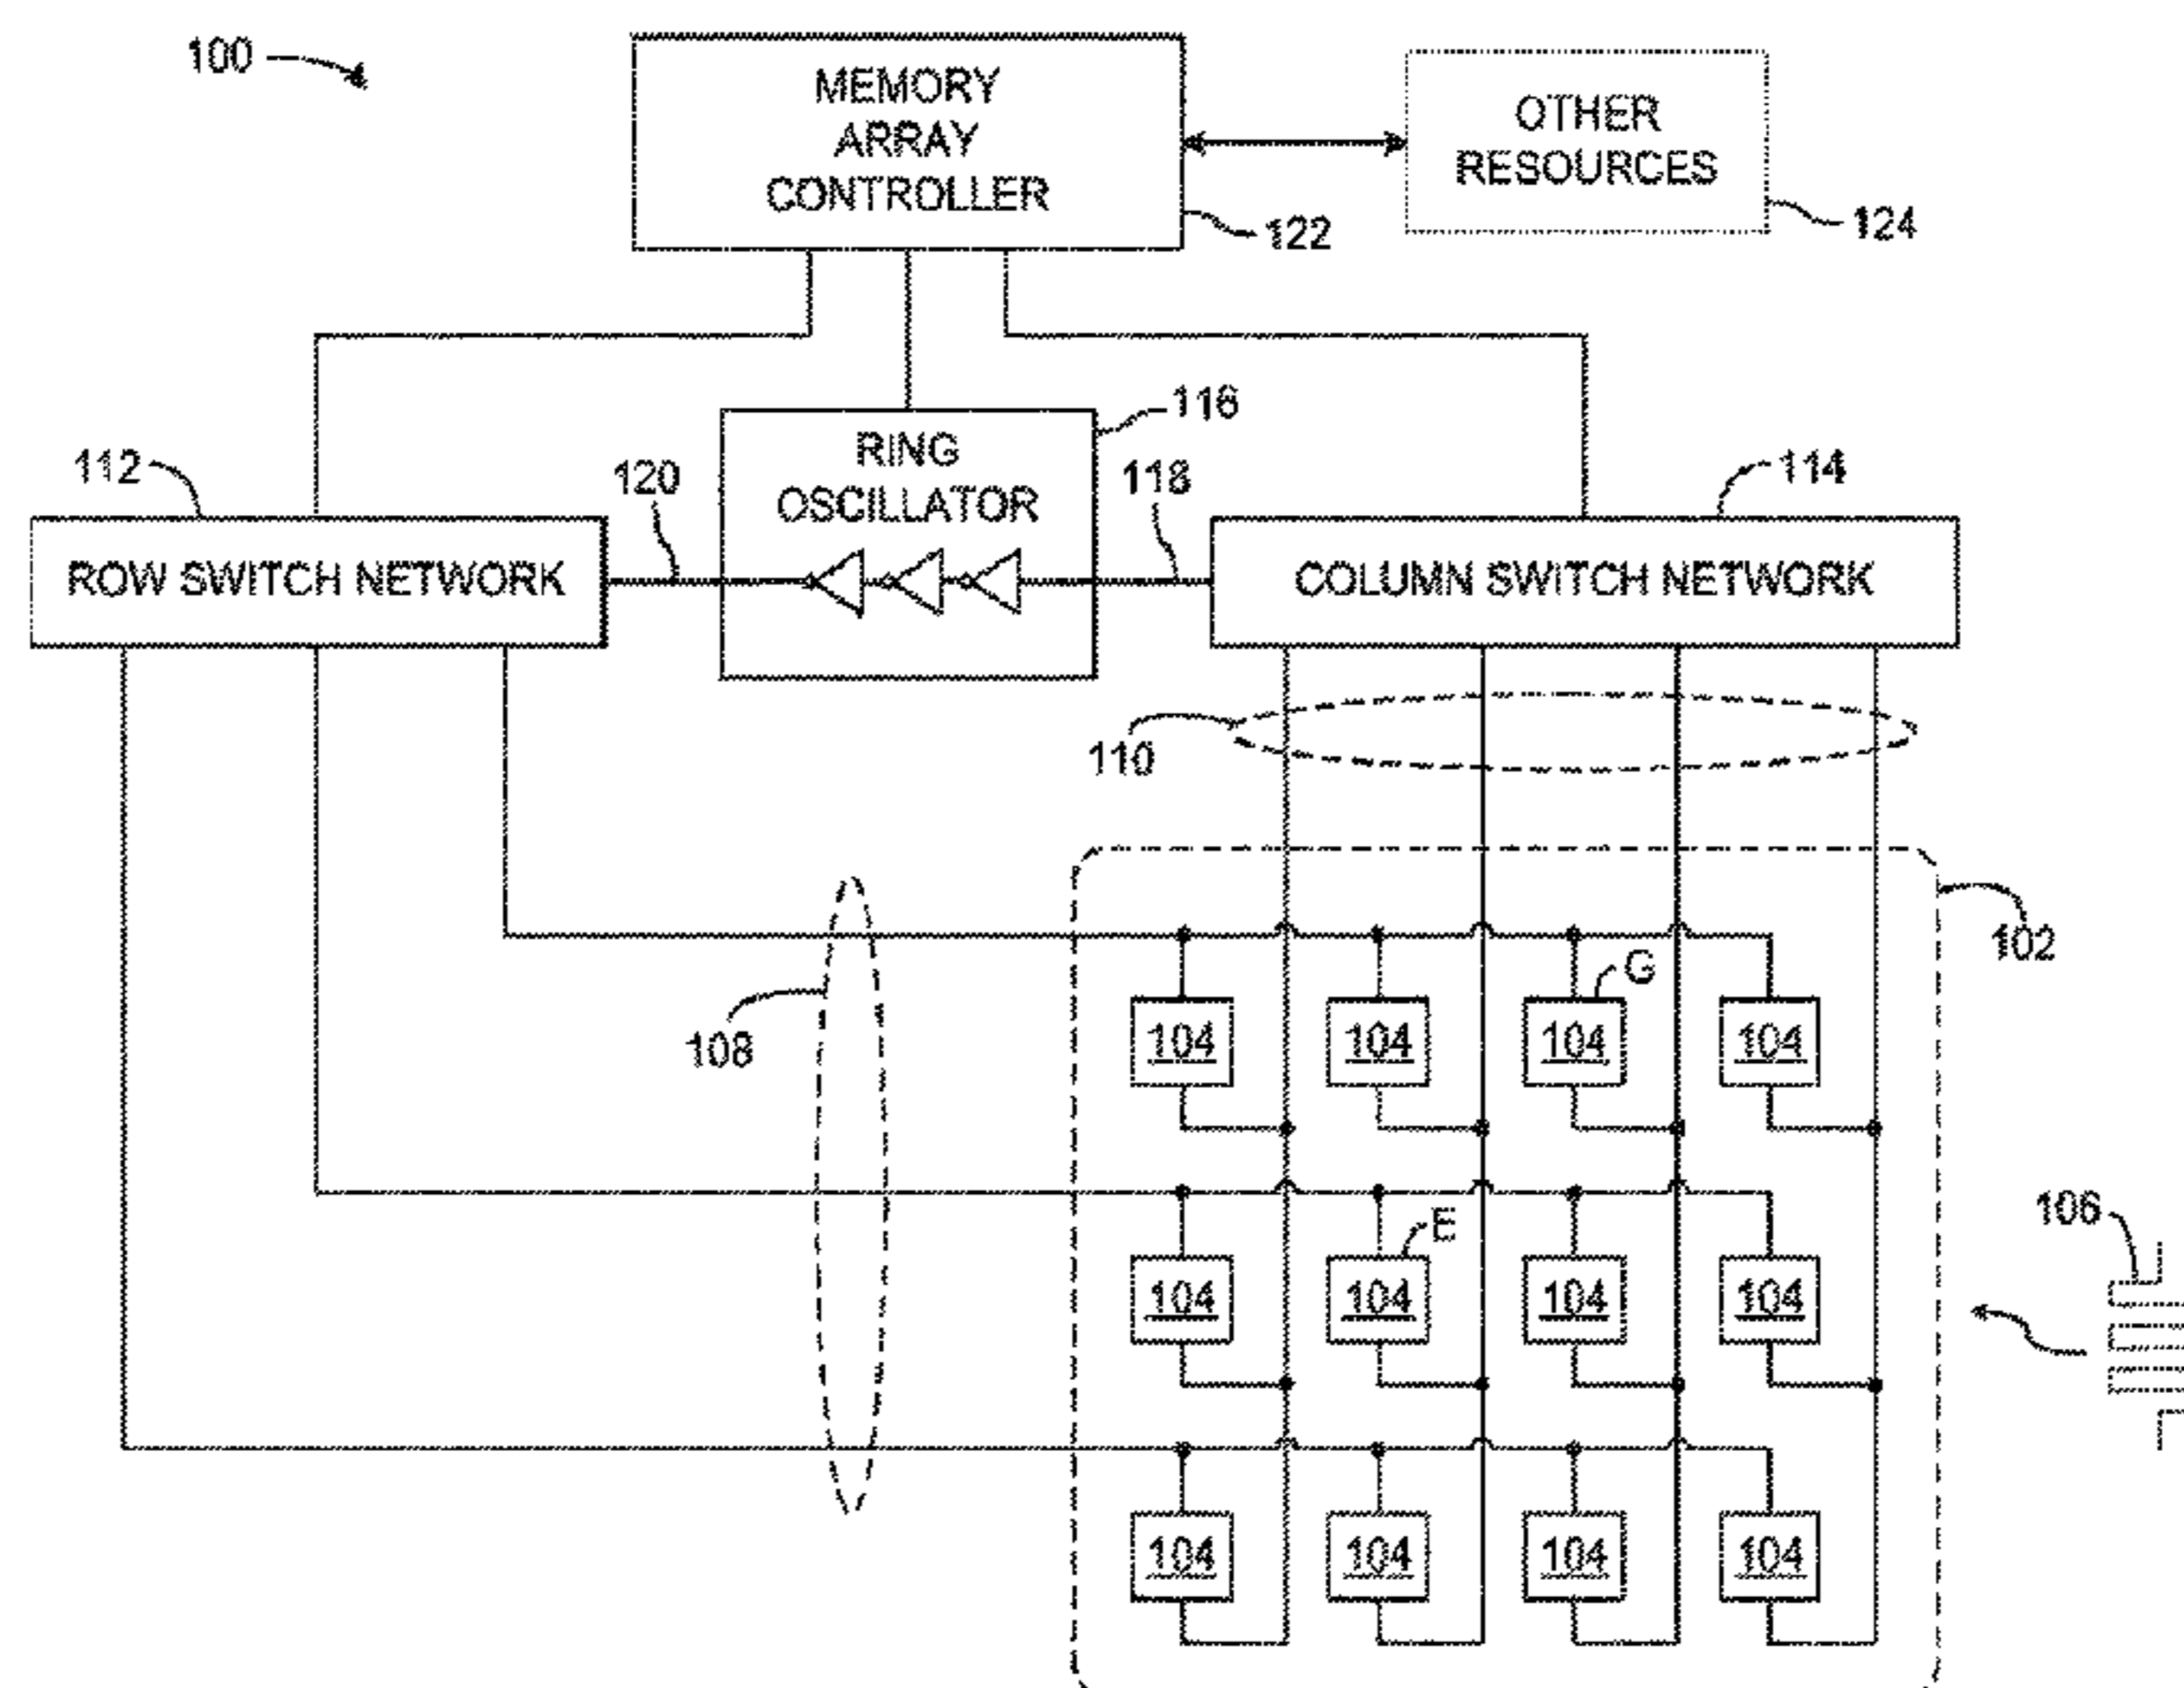 100
MEMORY
ARRAY
CONTROLLER
122
OTHER
RESOURCES
124
112
120
RING
OSCILLATOR
116
118
114
ROW SWITCH NETWORK
COLUMN SWITCH NETWORK
110
102
108
G
104 104 104 104
E
106
104 104 104 104
104 104 104 104